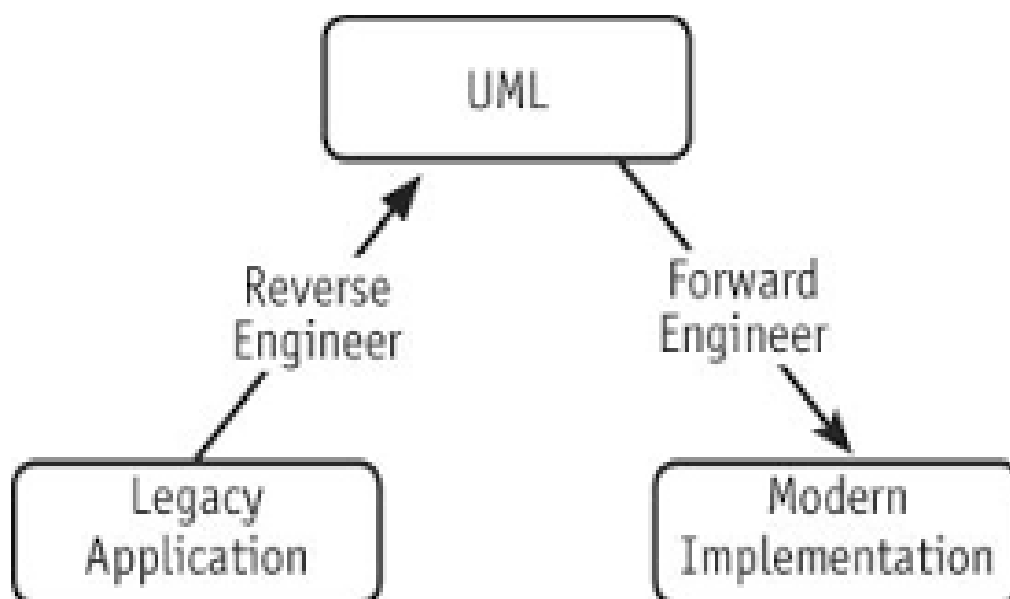 UML
Reverse
Engineer
Forward
Engineer
Legacy
Application
Modern
Implementation